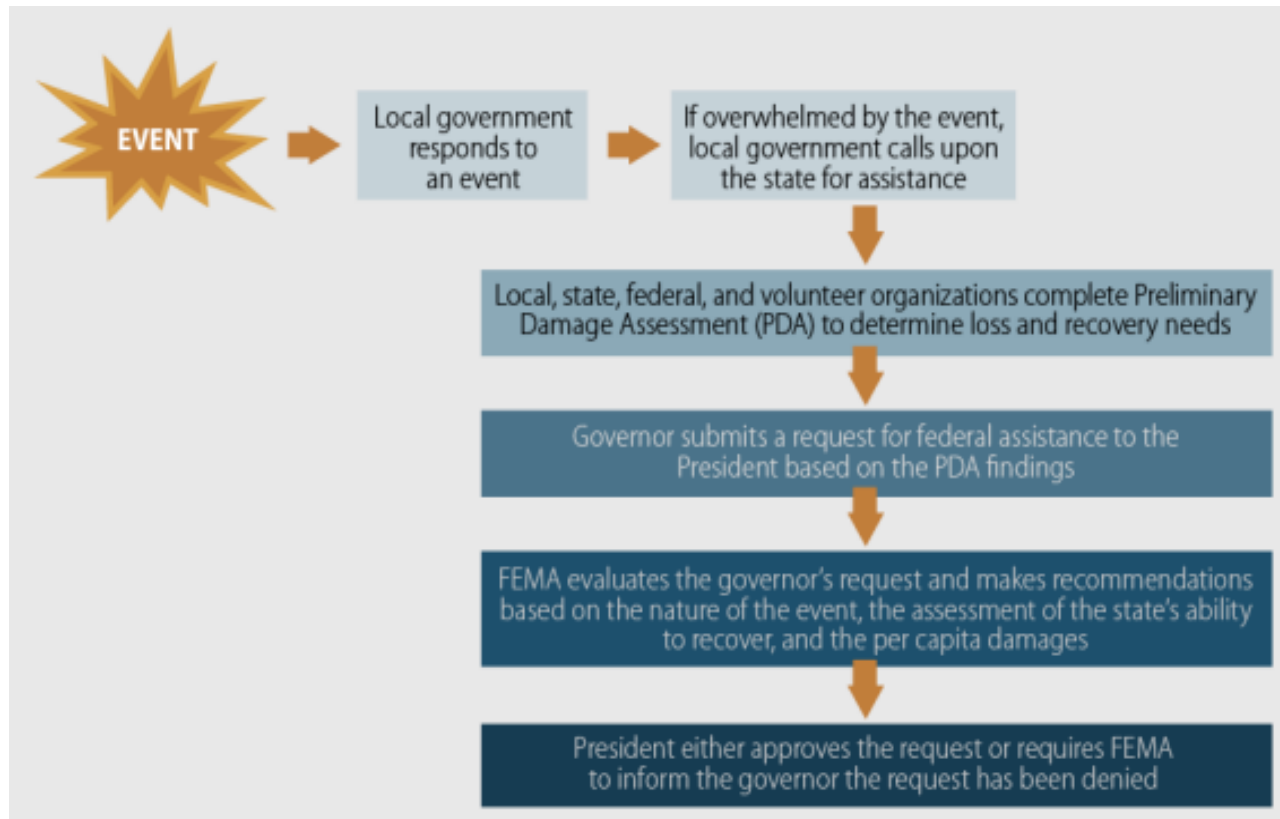 EVENT
Local government
responds to
an event
If overwhelmed by the event,
local government calls upon
the state for assistance
Local, state, federal, and volunteer organizations complete Preliminary
Damage Assessment (PDA) to determine loss and recovery needs
Governor submits a request for federal assistance to the
President based on the PDA findings
FEMA evaluates the governor's request and makes recommendations
based on the nature of the event, the assessment of the state's ability
to recover, and the per capita damages
President either approves the request or requires FEMA
to inform the governor the request has been denied